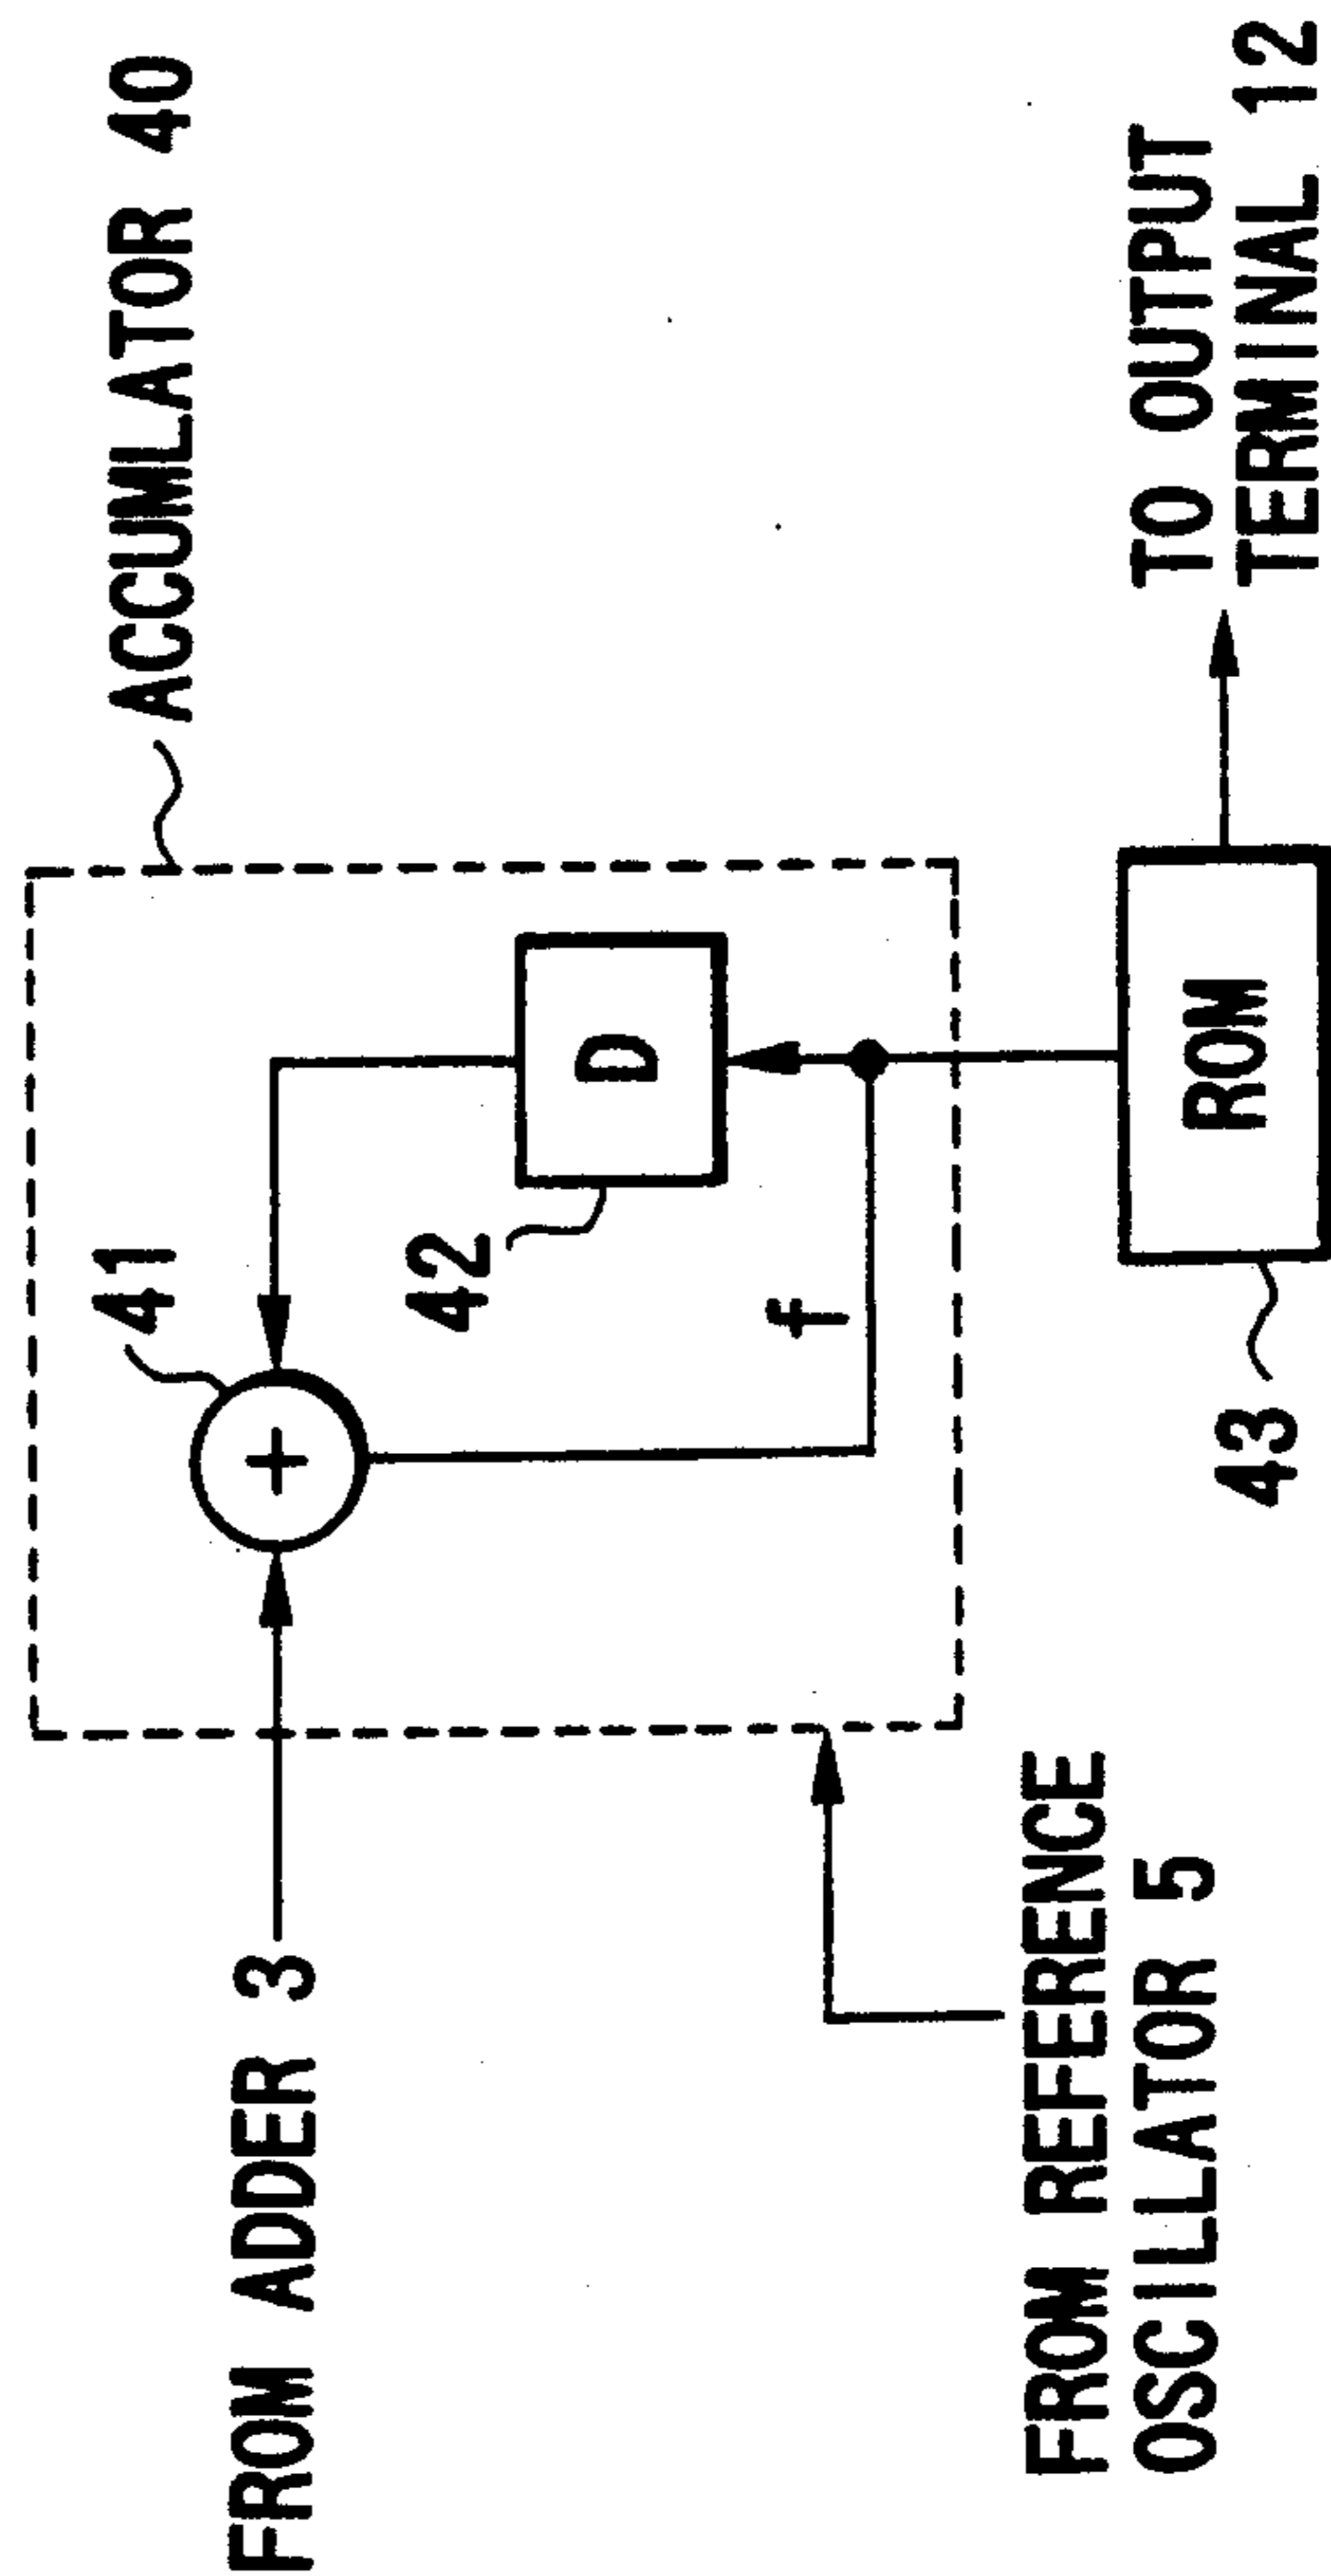 ACCUMLATOR 40
41
+
FROM ADDER 3
42
D
f
FROM REFERENCE
OSCILLATOR 5
43
ROM
TO OUTPUT
TERMINAL 12